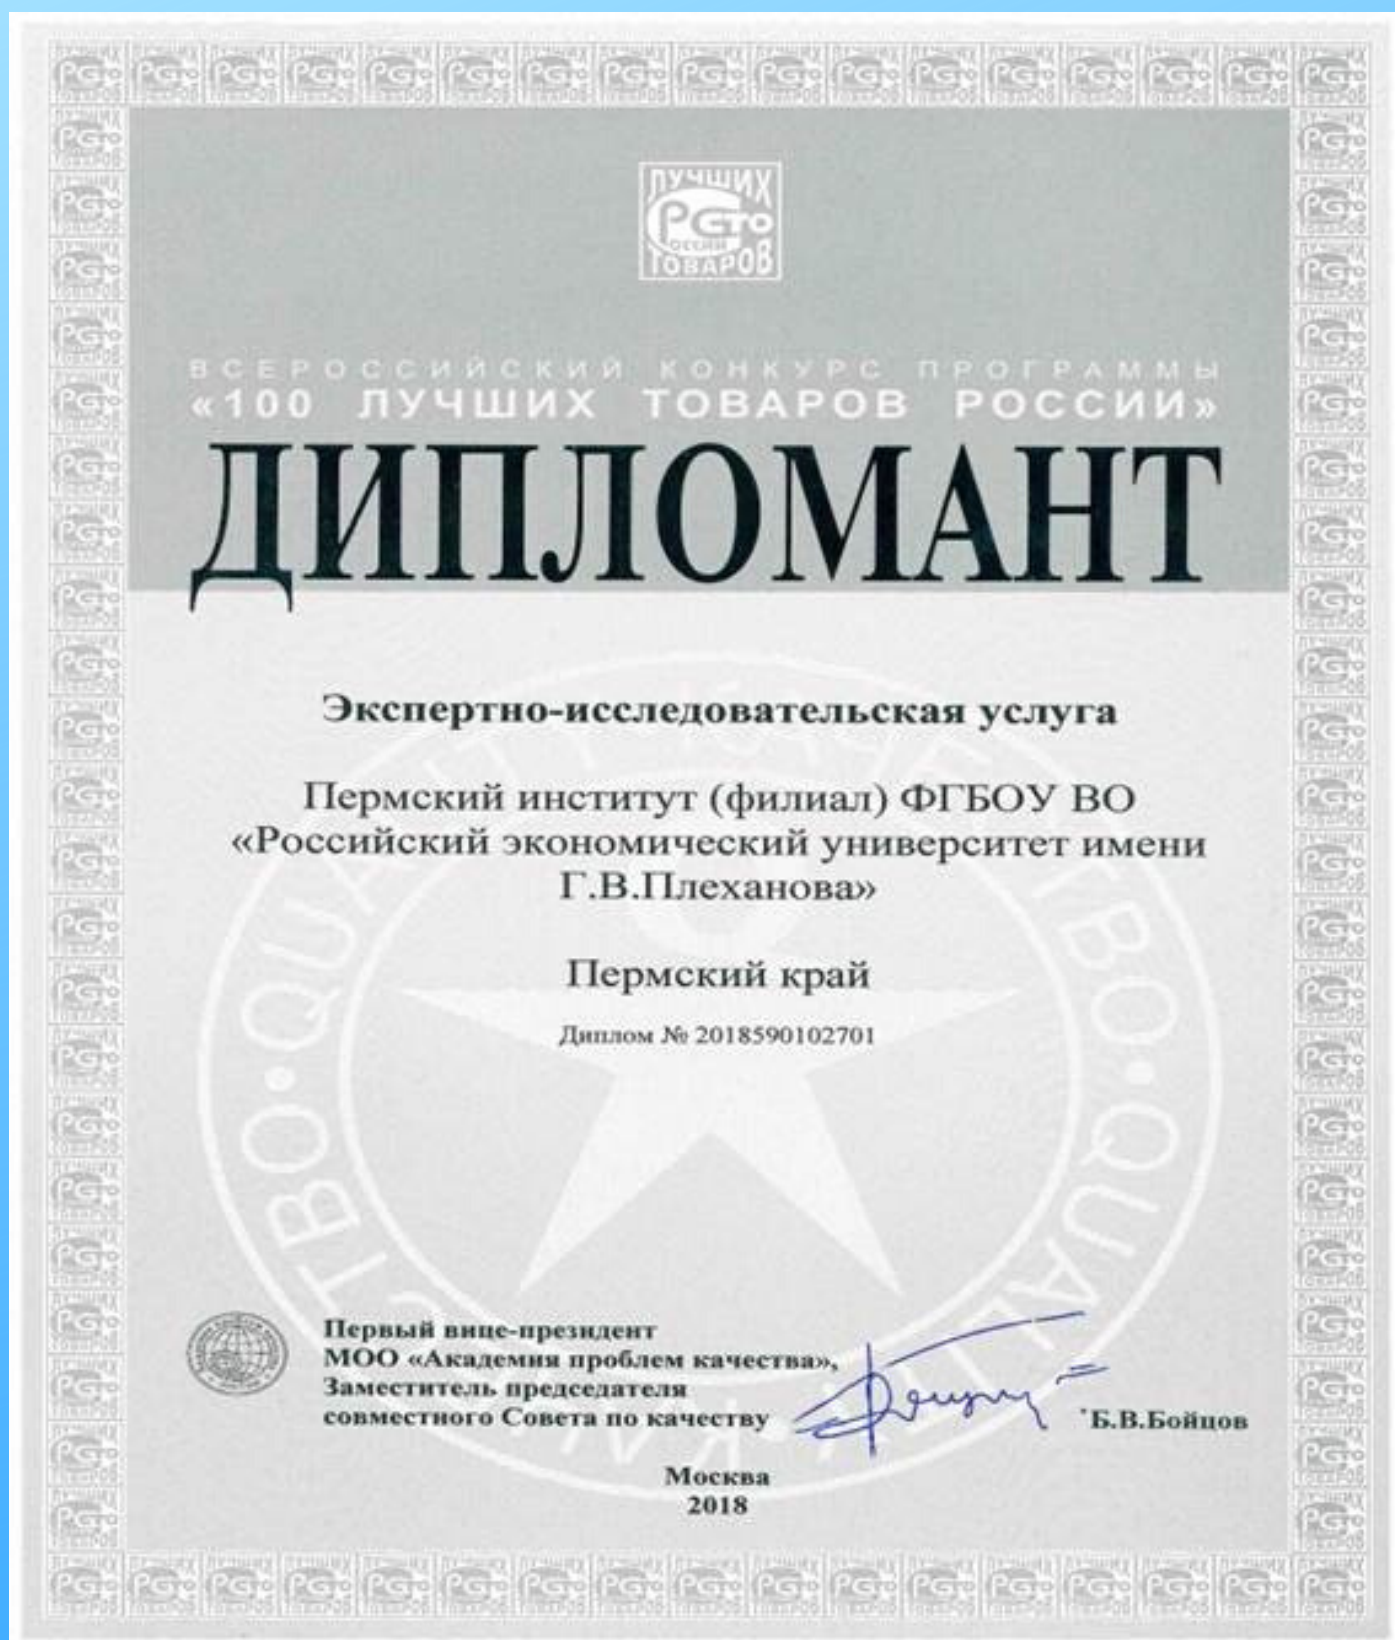 ЛУЧШИХ
РСТО
РОССИИ
ТОВАРОВ
ВСЕРОССИЙСКИЙ КОНКУРС ПРОГРАММЫ
«100 ЛУЧШИХ ТОВАРОВ РОССИИ»
ДИПЛОМАНТ
Экспертно-исследовательская услуга
Пермский институт (филиал) ФГБОУ ВО
«Российский экономический университет имени
Г.В.Плеханова»
Пермский край
Диплом № 2018590102701
Первый вице-президент
МОО «Академия проблем качества»,
Заместитель председателя
совместного Совета по качеству
Б.В.Бойцов
Москва
2018